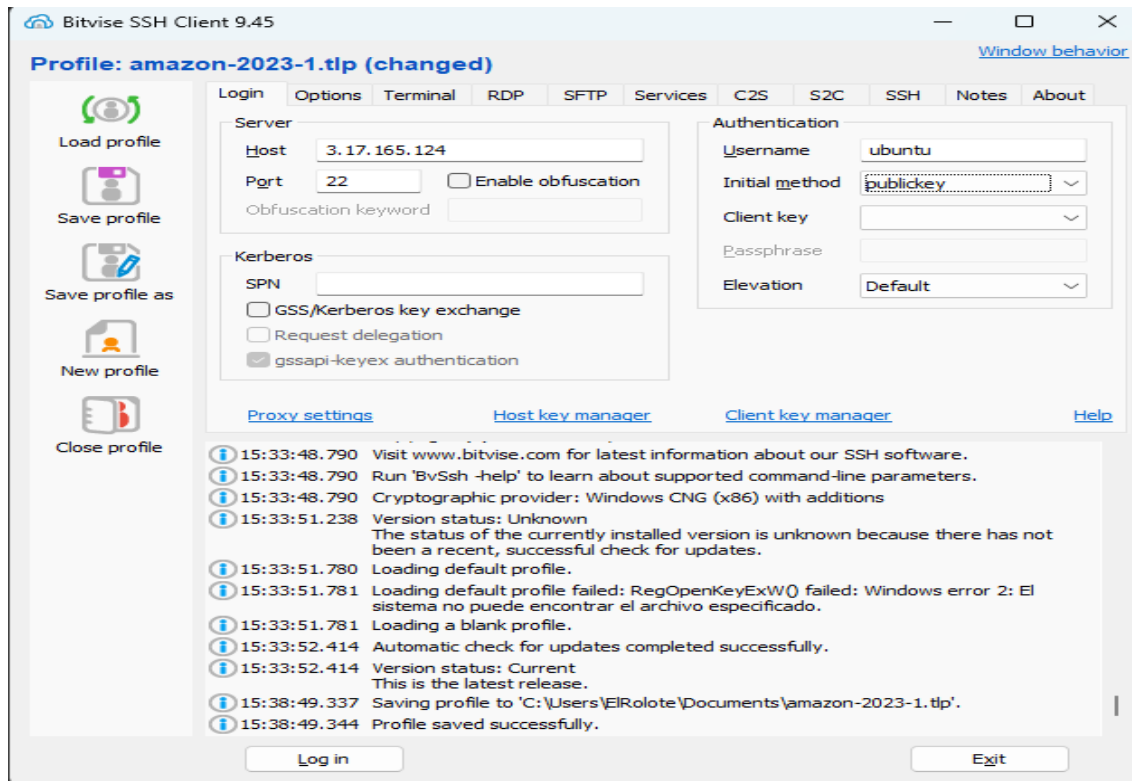 Bitvise SSH Client 9.45
Window behavior
Profile: amazon-2023-1.tlp (changed)
Load profile
Save profile
Save profile as
New profile
Close profile
Login Options Terminal RDP SFTP Services C2S S2C SSH Notes About
Server
Host 3.17.165.124
Port 22 Enable obfuscation
Obfuscation keyword
Kerberos
SPN
GSS/Kerberos key exchange
Request delegation
gssapi-keyex authentication
Authentication
Username ubuntu
Initial method publickey
Client key
Passphrase
Elevation Default
Proxy settings Host key manager Client key manager Help
15:33:48.790 Visit www.bitvise.com for latest information about our SSH software.
15:33:48.790 Run 'BvSsh -help' to learn about supported command-line parameters.
15:33:48.790 Cryptographic provider: Windows CNG (x86) with additions
15:33:51.238 Version status: Unknown
The status of the currently installed version is unknown because there has not
been a recent, successful check for updates.
15:33:51.780 Loading default profile.
15:33:51.781 Loading default profile failed: RegOpenKeyExW() failed: Windows error 2: El
sistema no puede encontrar el archivo especificado.
15:33:51.781 Loading a blank profile.
15:33:52.414 Automatic check for updates completed successfully.
15:33:52.414 Version status: Current
This is the latest release.
15:38:49.337 Saving profile to 'C:\Users\ElRolote\Documents\amazon-2023-1.tlp'.
15:38:49.344 Profile saved successfully.
Log in Exit